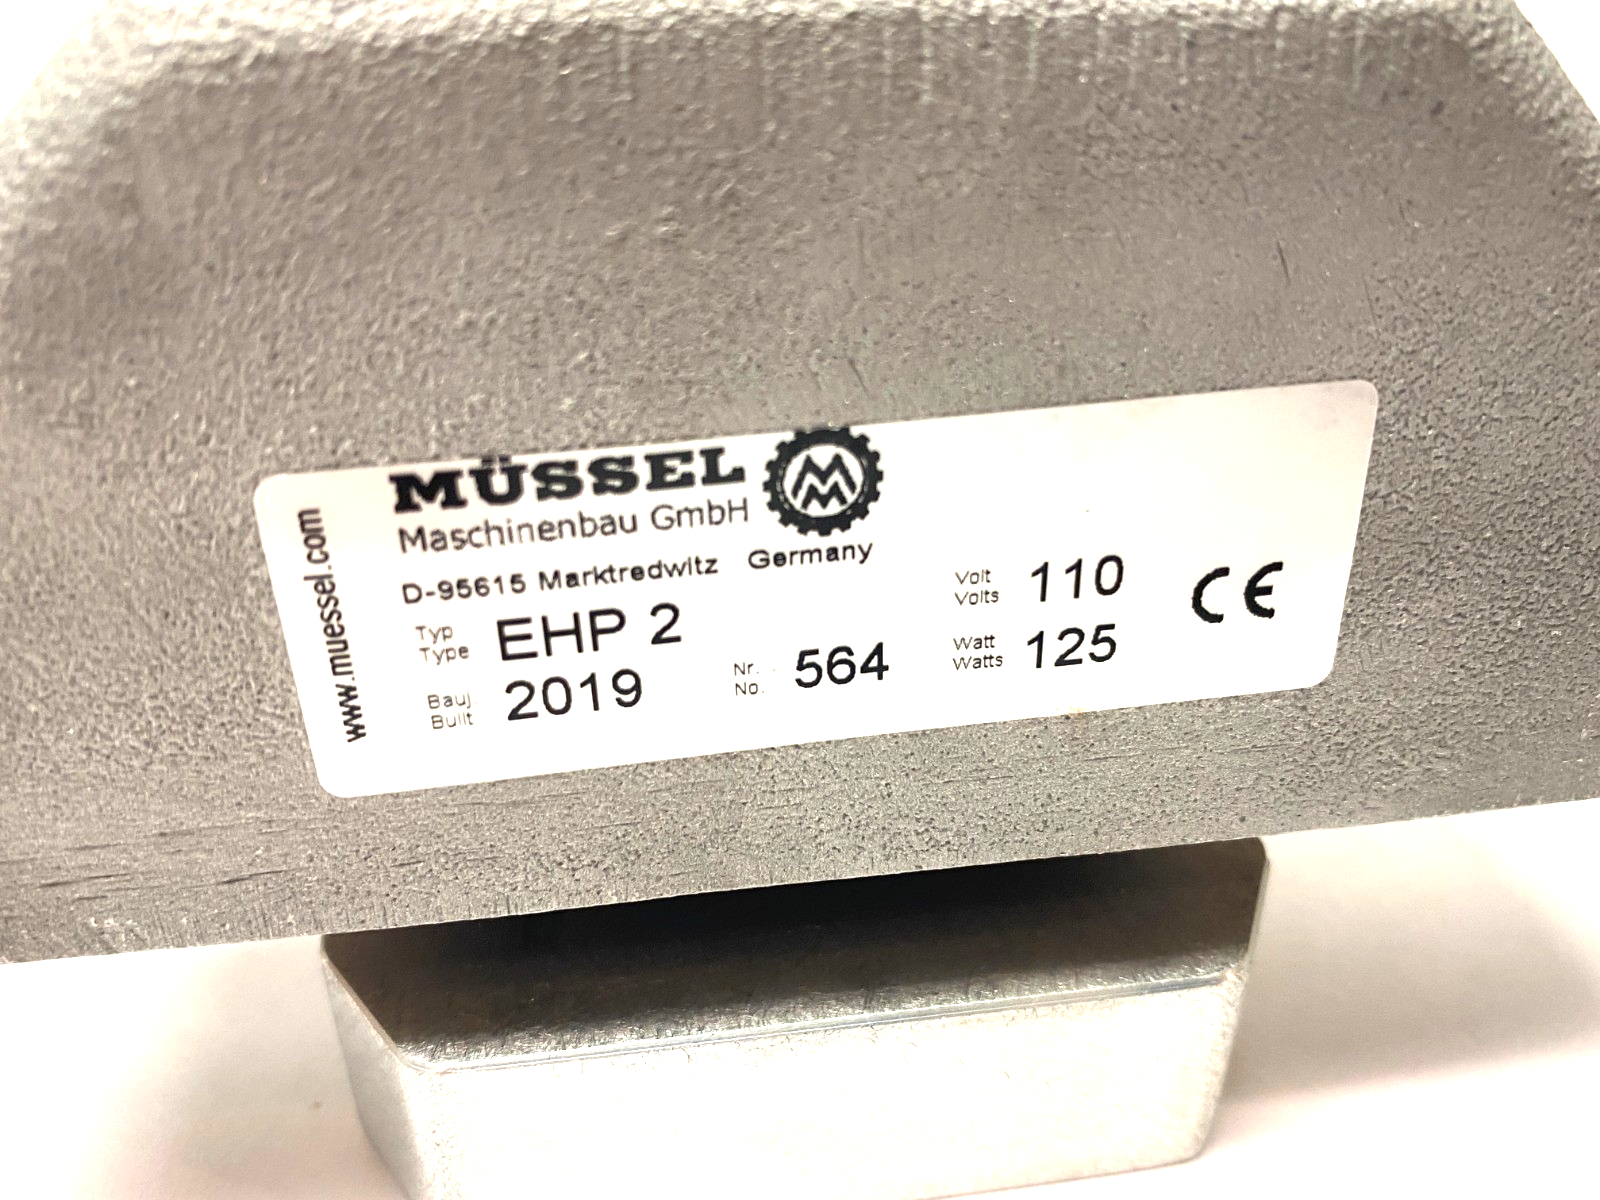 www.muessel.com
MÜSSEL
Maschinenbau GmbH
D-95615 Marktredwitz Germany
Typ
Type EHP 2
Bauj
Built 2019
Nr.
No. 564
Volt
Volts 110
Watt
Watts 125
CE